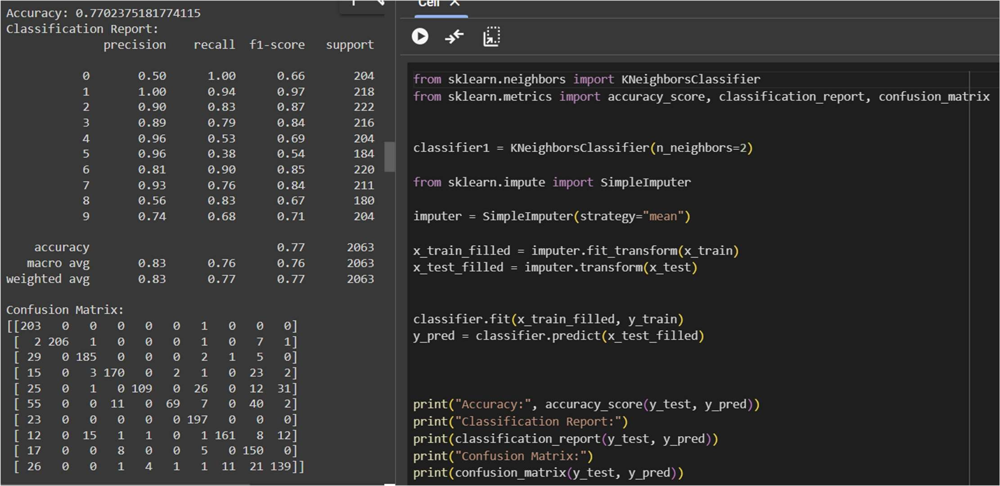 Accuracy: 0.7702375181774115
Classification Report:
precision recall f1-score support
0 0.50 1.00 0.66 204
1 1.00 0.94 0.97 218
2 0.90 0.83 0.87 222
3 0.89 0.79 0.84 216
4 0.96 0.53 0.69 204
5 0.96 0.38 0.54 184
6 0.81 0.90 0.85 220
7 0.93 0.76 0.84 211
8 0.56 0.83 0.67 180
9 0.74 0.68 0.71 204
accuracy 0.77 2063
macro avg 0.83 0.76 0.76 2063
weighted avg 0.83 0.77 0.77 2063
Confusion Matrix:
[[203 0 0 0 0 0 1 0 0 0]
[ 2 206 1 0 0 0 1 0 7 1]
[ 29 0 185 0 0 0 2 1 5 0]
[ 15 0 3 170 0 2 1 0 23 2]
[ 25 0 1 0 109 0 26 0 12 31]
[ 55 0 0 11 0 69 7 0 40 2]
[ 23 0 0 0 0 0 197 0 0 0]
[ 12 0 15 1 1 0 1 161 8 12]
[ 17 0 0 8 0 0 5 0 150 0]
[ 26 0 0 1 4 1 1 11 21 139]]
Cell
from sklearn.neighbors import KNeighborsClassifier
from sklearn.metrics import accuracy_score, classification_report, confusion_matrix
classifier1 = KNeighborsClassifier(n_neighbors=2)
from sklearn.impute import SimpleImputer
imputer = SimpleImputer(strategy="mean")
x_train_filled = imputer.fit_transform(x_train)
x_test_filled = imputer.transform(x_test)
classifier.fit(x_train_filled, y_train)
y_pred = classifier.predict(x_test_filled)
print("Accuracy:", accuracy_score(y_test, y_pred))
print("Classification Report:")
print(classification_report(y_test, y_pred))
print("Confusion Matrix:")
print(confusion_matrix(y_test, y_pred))